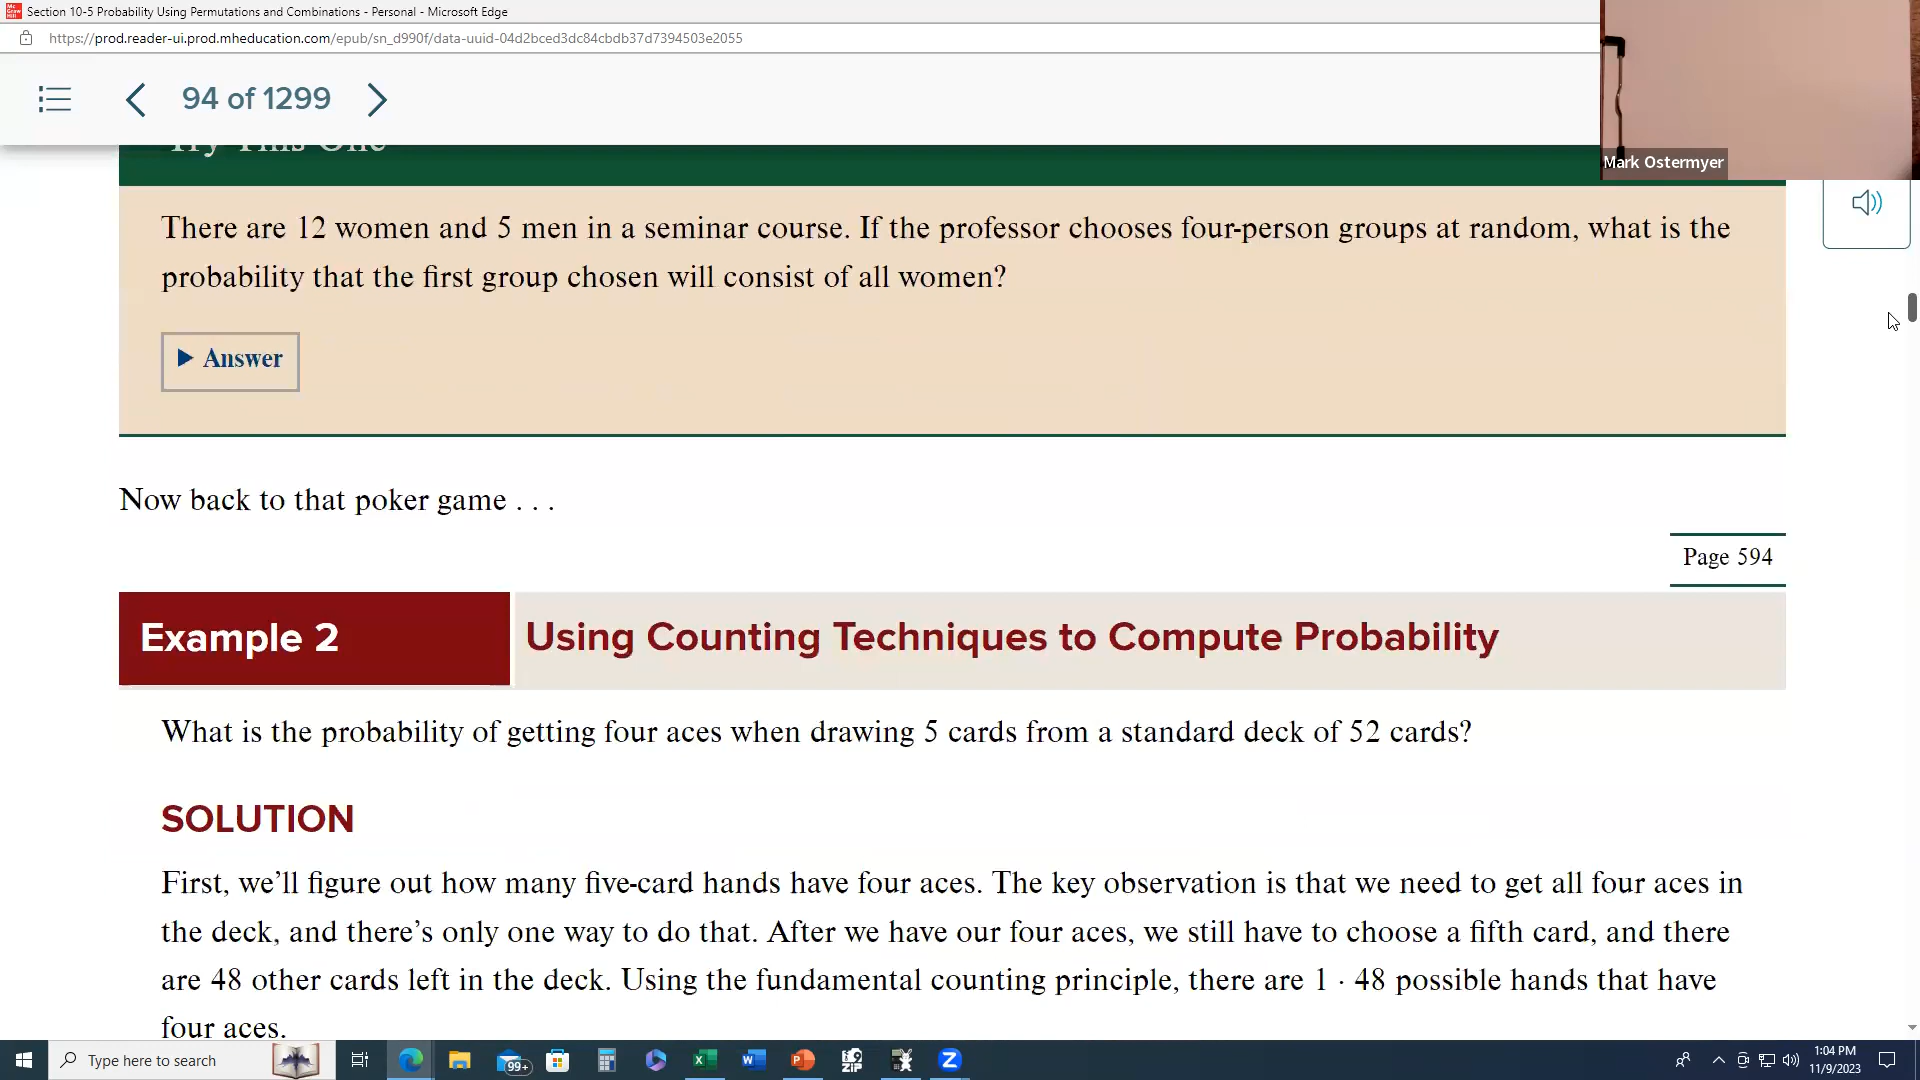 Section 10-5 Probability Using Permutations and Combinations - Personal - Microsoft Edge
https://prod.reader-ui.prod.mheducation.com/epub/sn_d990f/data-uuid-04d2bced3dc84cbdb37d7394503e2055
94 of 1299
Mark Ostermyer
Try This One
There are 12 women and 5 men in a seminar course. If the professor chooses four-person groups at random, what is the
probability that the first group chosen will consist of all women?
Answer
Now back to that poker game . . .
Page 594
Example 2 Using Counting Techniques to Compute Probability
What is the probability of getting four aces when drawing 5 cards from a standard deck of 52 cards?
SOLUTION
First, we’ll figure out how many five-card hands have four aces. The key observation is that we need to get all four aces in
the deck, and there’s only one way to do that. After we have our four aces, we still have to choose a fifth card, and there
are 48 other cards left in the deck. Using the fundamental counting principle, there are 1 · 48 possible hands that have
four aces.
Type here to search
99+
1:04 PM
11/9/2023